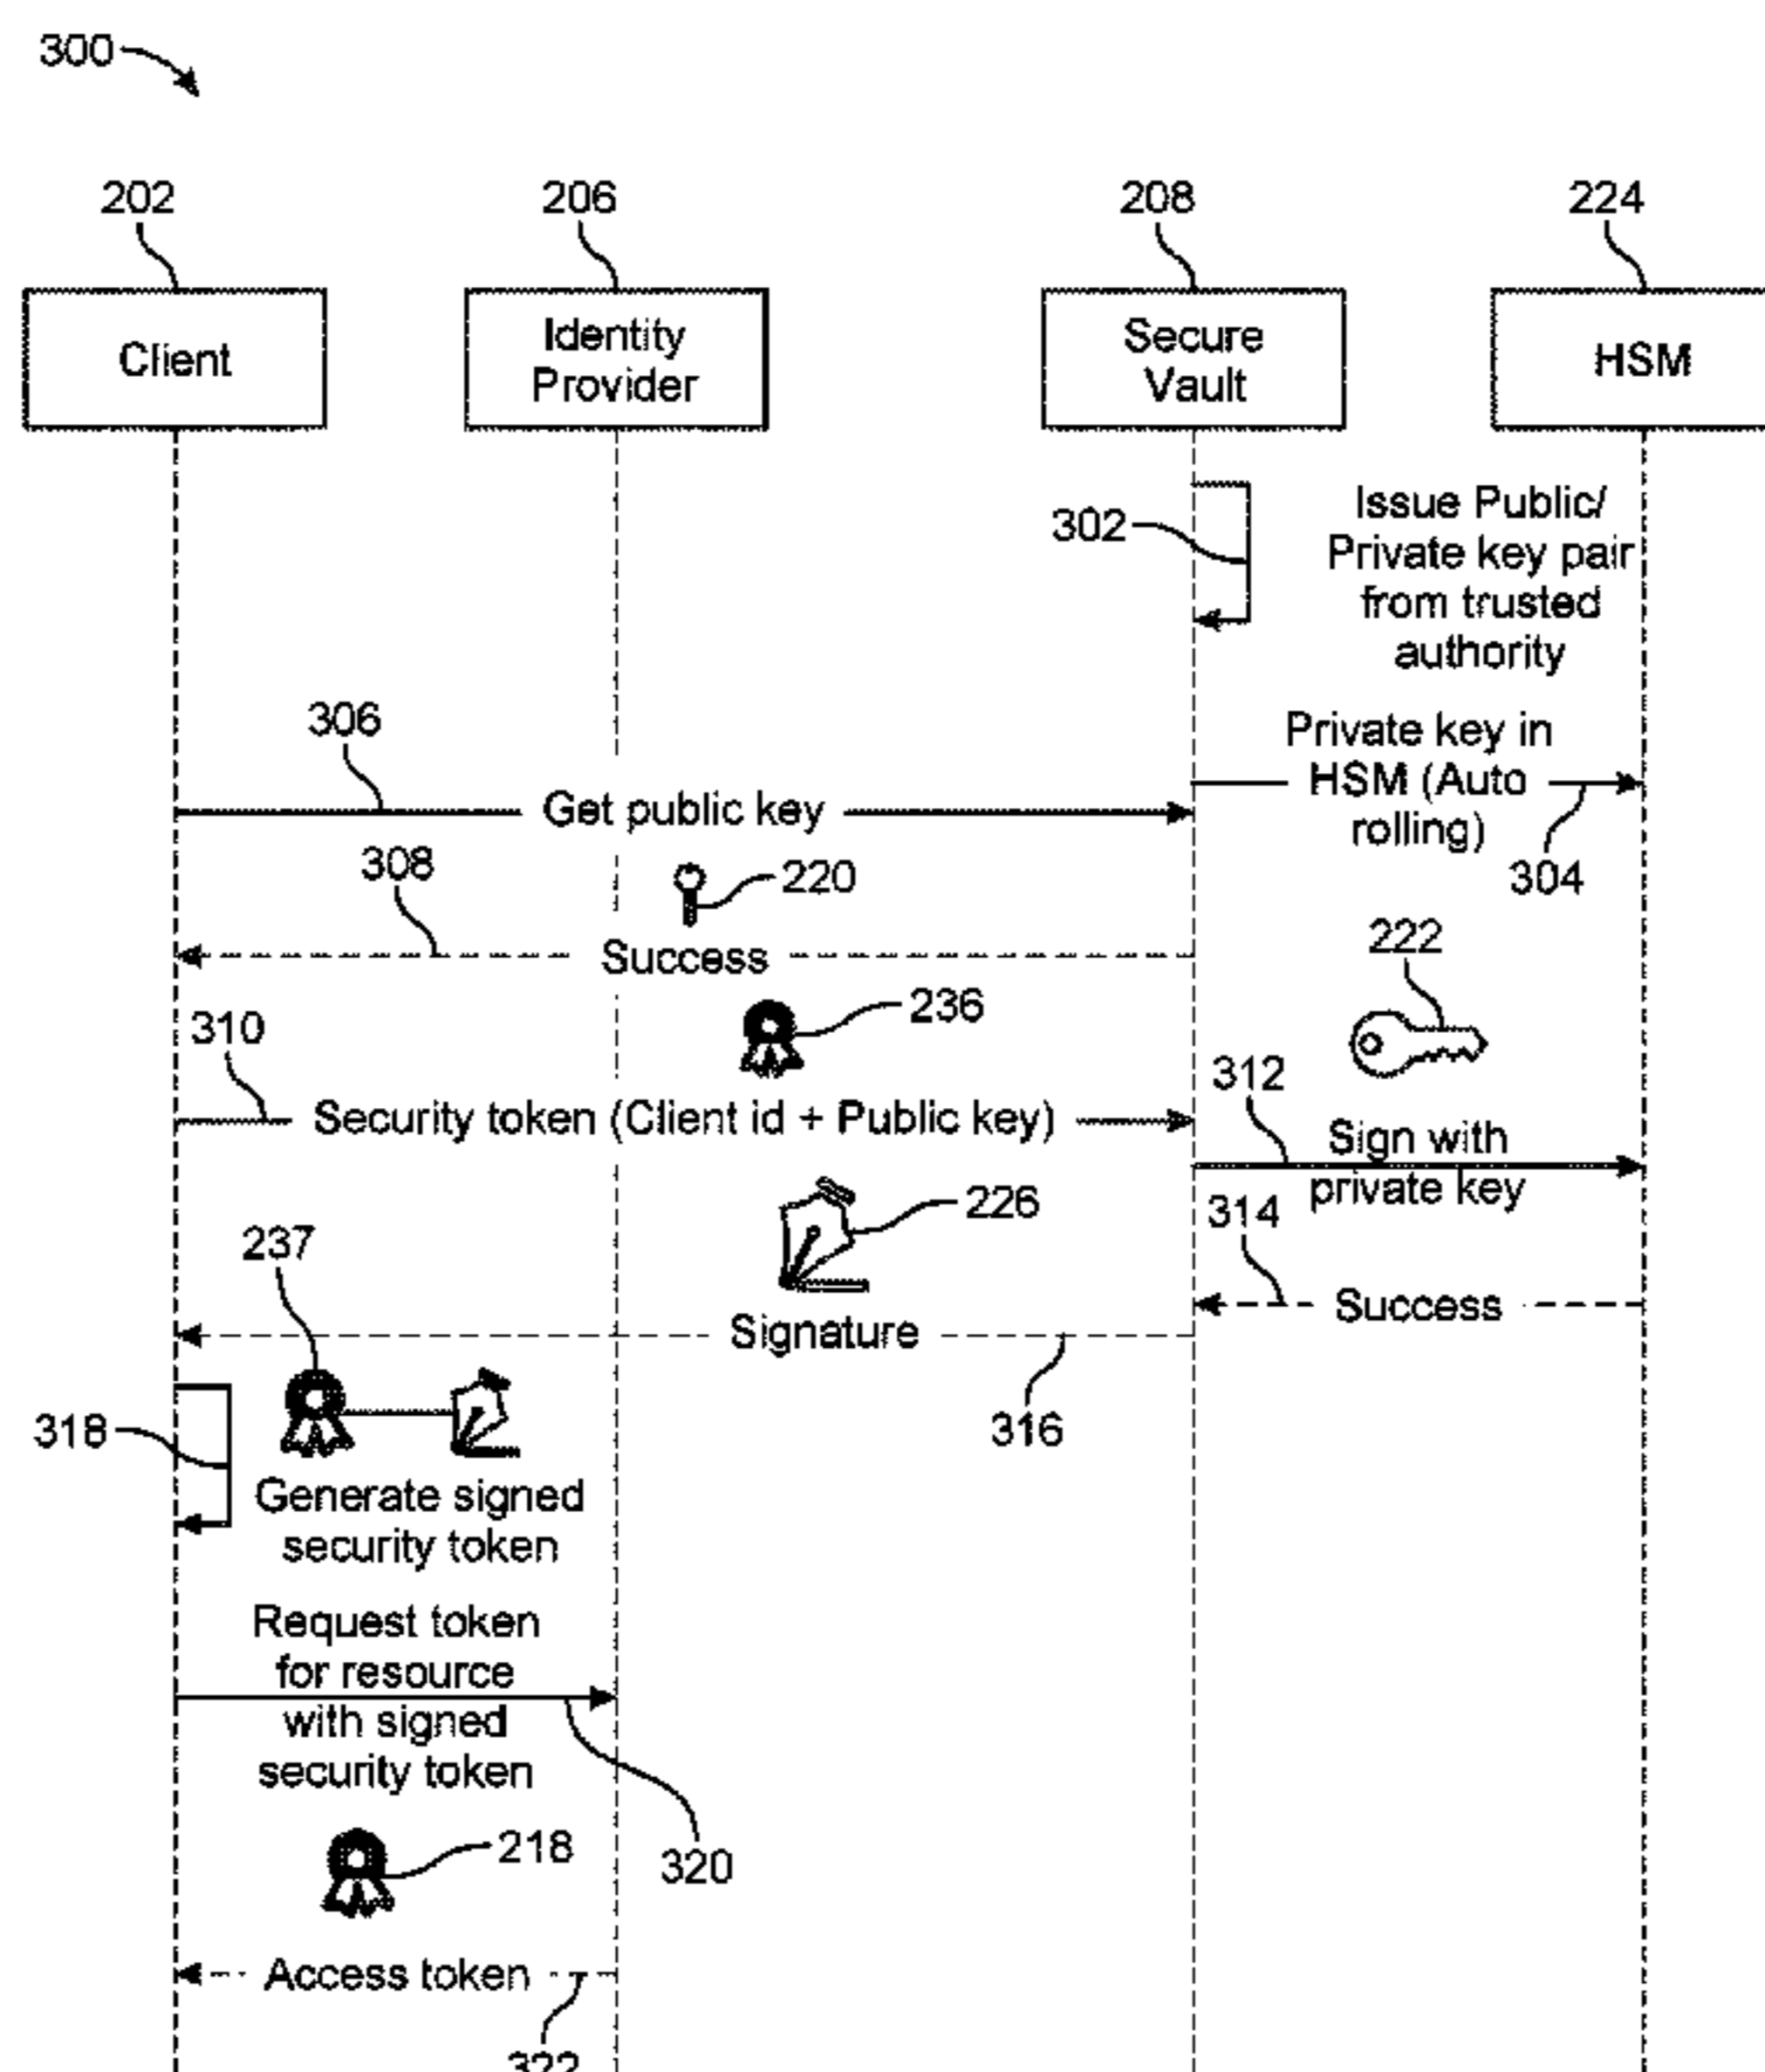 300
202
206
208
224
Client
Identity
Provider
Secure
Vault
HSM
302
Issue Public/
Private key pair
from trusted
authority
306
Private key in
HSM (Auto
rolling)
304
Get public key
308
220
Success
222
236
310
312
Security token (Client id + Public key)
Sign with
private key
226
314
237
Success
Signature
316
318
Generate signed
security token
Request token
for resource
with signed
security token
320
218
Access token
322